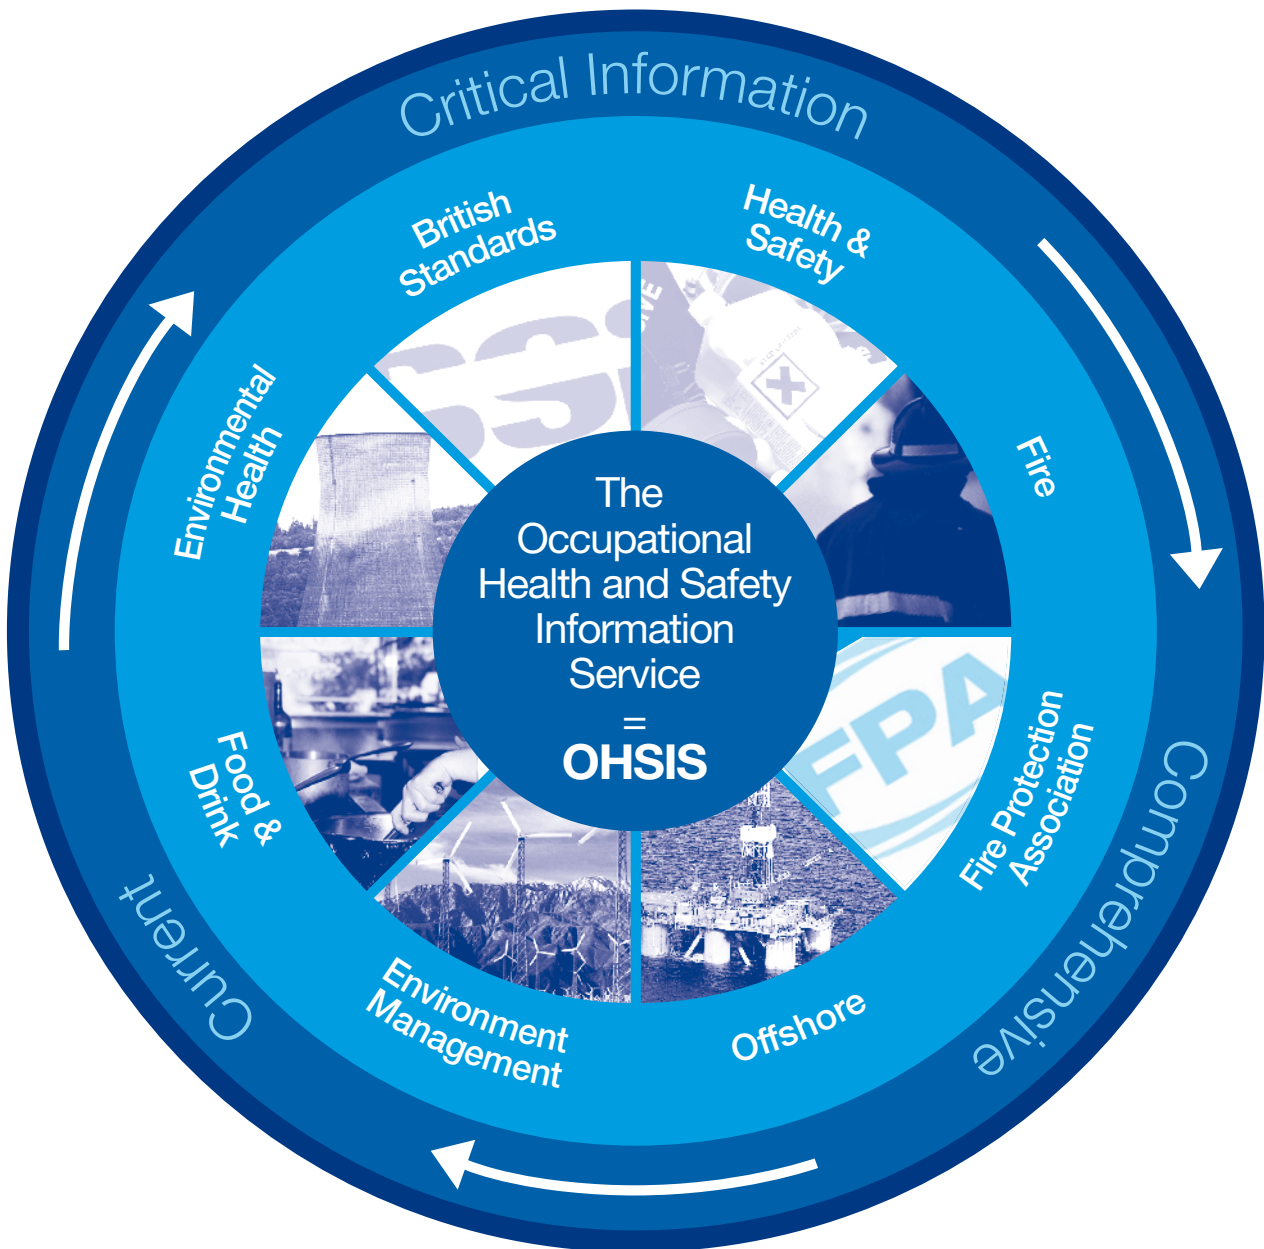 Critical Information
British
Standards
Health &
Safety
Fire
Fire Protection
Association
Offshore
Environment
Management
Food &
Drink
Environmental
Health
Comprehensive
Current
The
Occupational
Health and Safety
Information
Service
=
OHSIS
FPA